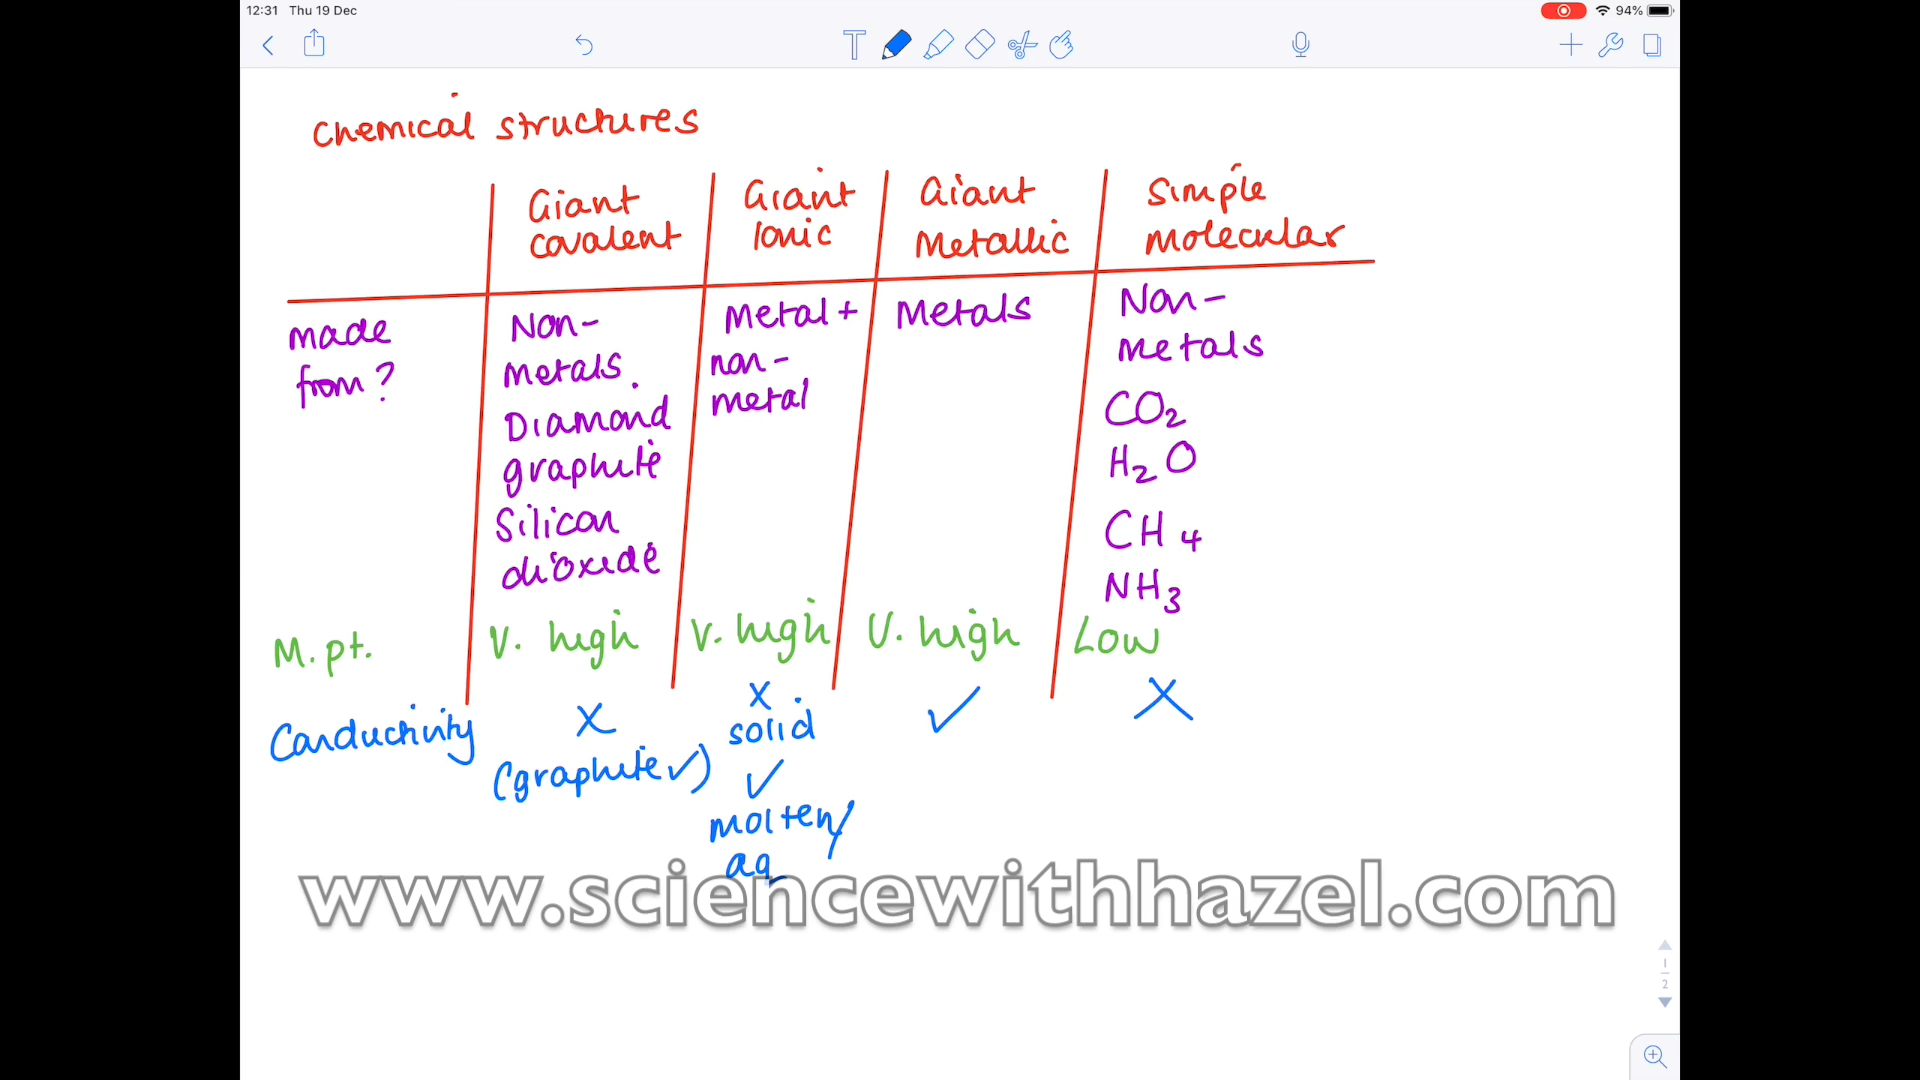 12:31 Thu 19 Dec
94%
T
Chemical structures
Giant
covalent
Giant
Ionic
Giant
Metallic
Simple
Molecular
made
from?
Non-
Metals.
Diamond
graphite
Silicon
dioxide
Metal +
non-
metal
Metals
Non-
Metals
CO2
H2O
CH4
NH3
M.pt.
V. high
V. high
V. high
Low
Conductivity
X
(graphite ✓)
X
solid
✓
molten/
aq
✓
X
www.sciencewithhazel.com
1
2